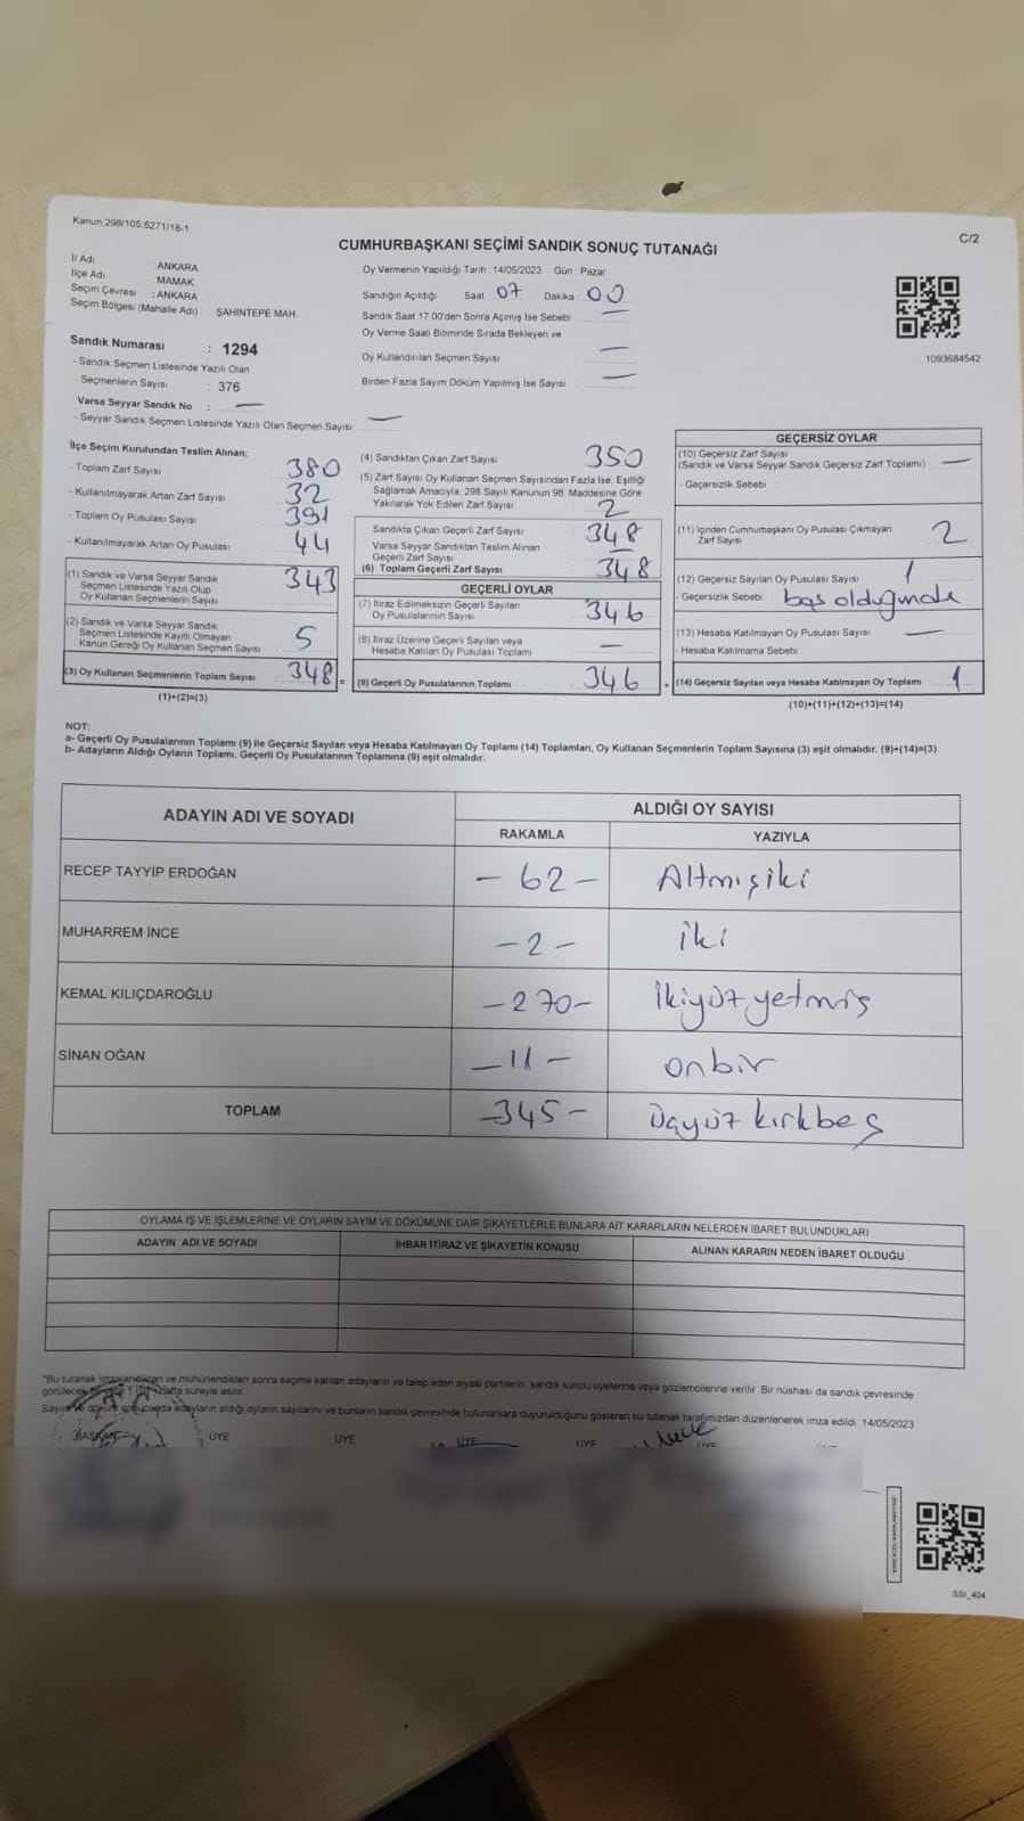 Kanun:298/105,6271/18-1
C/2
CUMHURBAŞKANI SEÇİMİ SANDIK SONUÇ TUTANAĞI
İl Adı ANKARA
İlçe Adı MAMAK
Seçim Çevresi : ANKARA
Seçim Bölgesi (Mahalle Adı) ŞAHİNTEPE MAH.
Sandık Numarası : 1294
- Sandık Seçmen Listesinde Yazılı Olan
Seçmenlerin Sayısı : 376
Varsa Seyyar Sandık No : —
- Seyyar Sandık Seçmen Listesinde Yazılı Olan Seçmen Sayısı —
Oy Vermenin Yapıldığı Tarih : 14/05/2023 Gün : Pazar
Sandığın Açıldığı Saat 07 Dakika 00
Sandık Saat 17.00'den Sonra Açılmış İse Sebebi —
Oy Verme Saati Bitiminde Sırada Bekleyen ve
Oy Kullandırılan Seçmen Sayısı —
Birden Fazla Sayım Döküm Yapılmış İse Sayısı —
1093684542
İlçe Seçim Kurulundan Teslim Alınan;
- Toplam Zarf Sayısı 380
- Kullanılmayarak Artan Zarf Sayısı 32
- Toplam Oy Pusulası Sayısı 391
- Kullanılmayarak Artan Oy Pusulası 44
(1) Sandık ve Varsa Seyyar Sandık
Seçmen Listesinde Yazılı Olup
Oy Kullanan Seçmenlerin Sayısı 343
(2) Sandık ve Varsa Seyyar Sandık
Seçmen Listesinde Kayıtlı Olmayan
Kanun Gereği Oy Kullanan Seçmen Sayısı 5
(3) Oy Kullanan Seçmenlerin Toplam Sayısı 348 =
(1)+(2)=(3)
(4) Sandıktan Çıkan Zarf Sayısı 350
(5) Zarf Sayısı Oy Kullanan Seçmen Sayısından Fazla İse, Eşitliği
Sağlamak Amacıyla; 298 Sayılı Kanunun 98. Maddesine Göre
Yakılarak Yok Edilen Zarf Sayısı 2
Sandıkta Çıkan Geçerli Zarf Sayısı 348
Varsa Seyyar Sandıktan Teslim Alınan
Geçerli Zarf Sayısı —
(6) Toplam Geçerli Zarf Sayısı 348
GEÇERLİ OYLAR
(7) İtiraz Edilmeksizin Geçerli Sayılan
Oy Pusulalarının Sayısı 346
(8) İtiraz Üzerine Geçerli Sayılan veya
Hesaba Katılan Oy Pusulası Toplamı —
(9) Geçerli Oy Pusulalarının Toplamı 346 +
GEÇERSİZ OYLAR
(10) Geçersiz Zarf Sayısı
(Sandık ve Varsa Seyyar Sandık Geçersiz Zarf Toplamı) —
- Geçersizlik Sebebi
(11) İçinden Cumhurbaşkanı Oy Pusulası Çıkmayan
Zarf Sayısı 2
(12) Geçersiz Sayılan Oy Pusulası Sayısı 1
- Geçersizlik Sebebi boş olduğunda
(13) Hesaba Katılmayan Oy Pusulası Sayısı —
- Hesaba Katılmama Sebebi
(14) Geçersiz Sayılan veya Hesaba Katılmayan Oy Toplamı 1
(10)+(11)+(12)+(13)=(14)
NOT:
a- Geçerli Oy Pusulalarının Toplamı (9) ile Geçersiz Sayılan veya Hesaba Katılmayan Oy Toplamı (14) Toplamları, Oy Kullanan Seçmenlerin Toplam Sayısına (3) eşit olmalıdır. (9)+(14)=(3)
b- Adayların Aldığı Oyların Toplamı, Geçerli Oy Pusulalarının Toplamına (9) eşit olmalıdır.
ADAYIN ADI VE SOYADI
ALDIĞI OY SAYISI
RAKAMLA YAZIYLA
RECEP TAYYİP ERDOĞAN - 62 - Altmışiki
MUHARREM İNCE - 2 - iki
KEMAL KILIÇDAROĞLU - 270 - İkiyüzyetmiş
SİNAN OĞAN - 11 - onbir
TOPLAM - 345 - Üçyüzkırkbeş
OYLAMA İŞ VE İŞLEMLERİNE VE OYLARIN SAYIM VE DÖKÜMÜNE DAİR ŞİKAYETLERLE BUNLARA AİT KARARLARIN NELERDEN İBARET BULUNDUKLARI
ADAYIN ADI VE SOYADI İHBAR İTİRAZ VE ŞİKAYETİN KONUSU ALINAN KARARIN NEDEN İBARET OLDUĞU
"Bu tutanak imzalandıktan ve mühürlendikten sonra seçime katılan adayların ve talep eden siyasi partilerin, sandık kurulu üyelerine veya gözlemcilerine verilir. Bir nüshası da sandık çevresinde
hafta süreyle asılır.
adayların aldığı oyların sayılarını ve bunların sandık çevresinde bulunanlara duyurulduğunu gösteren bu tutanak tarafımızdan düzenlenerek imza edildi. 14/05/2023
BAŞKAN ÜYE ÜYE ÜYE ÜYE ÜYE
SSI_404